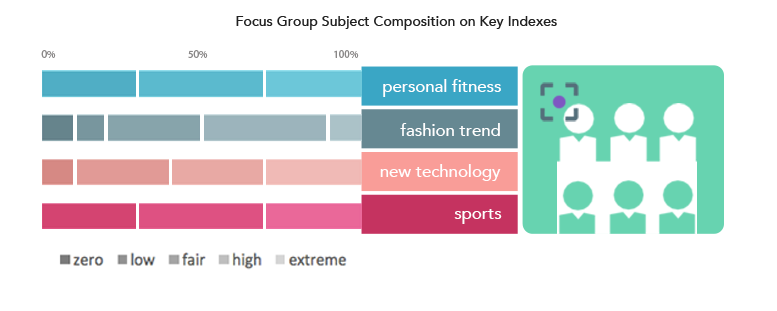 Focus Group Subject Composition on Key Indexes
0% 50% 100%
personal fitness
fashion trend
new technology
sports
zero low fair high extreme